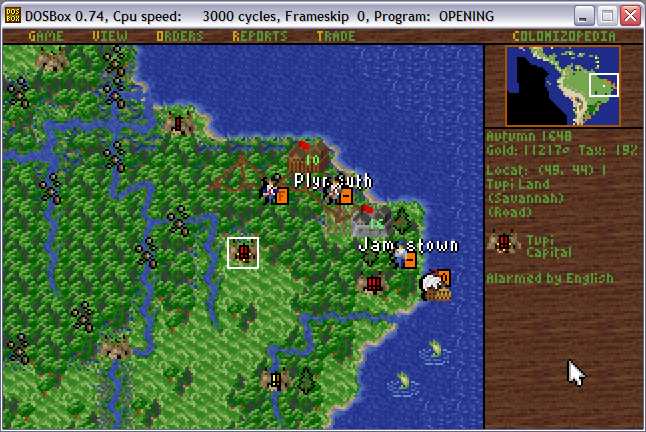 DOSBox 0.74, Cpu speed: 3000 cycles, Frameskip 0, Program: OPENING
GAME VIEW ORDERS REPORTS TRADE COLONIZOPEDIA
Autumn 1648
Gold: 11217 Tax: 19%
Locat: (49, 44) 1
Tupi Land
(Savannah)
(Road)
Tupi
Capital
Alarmed by English
10
Plymouth
Jamestown